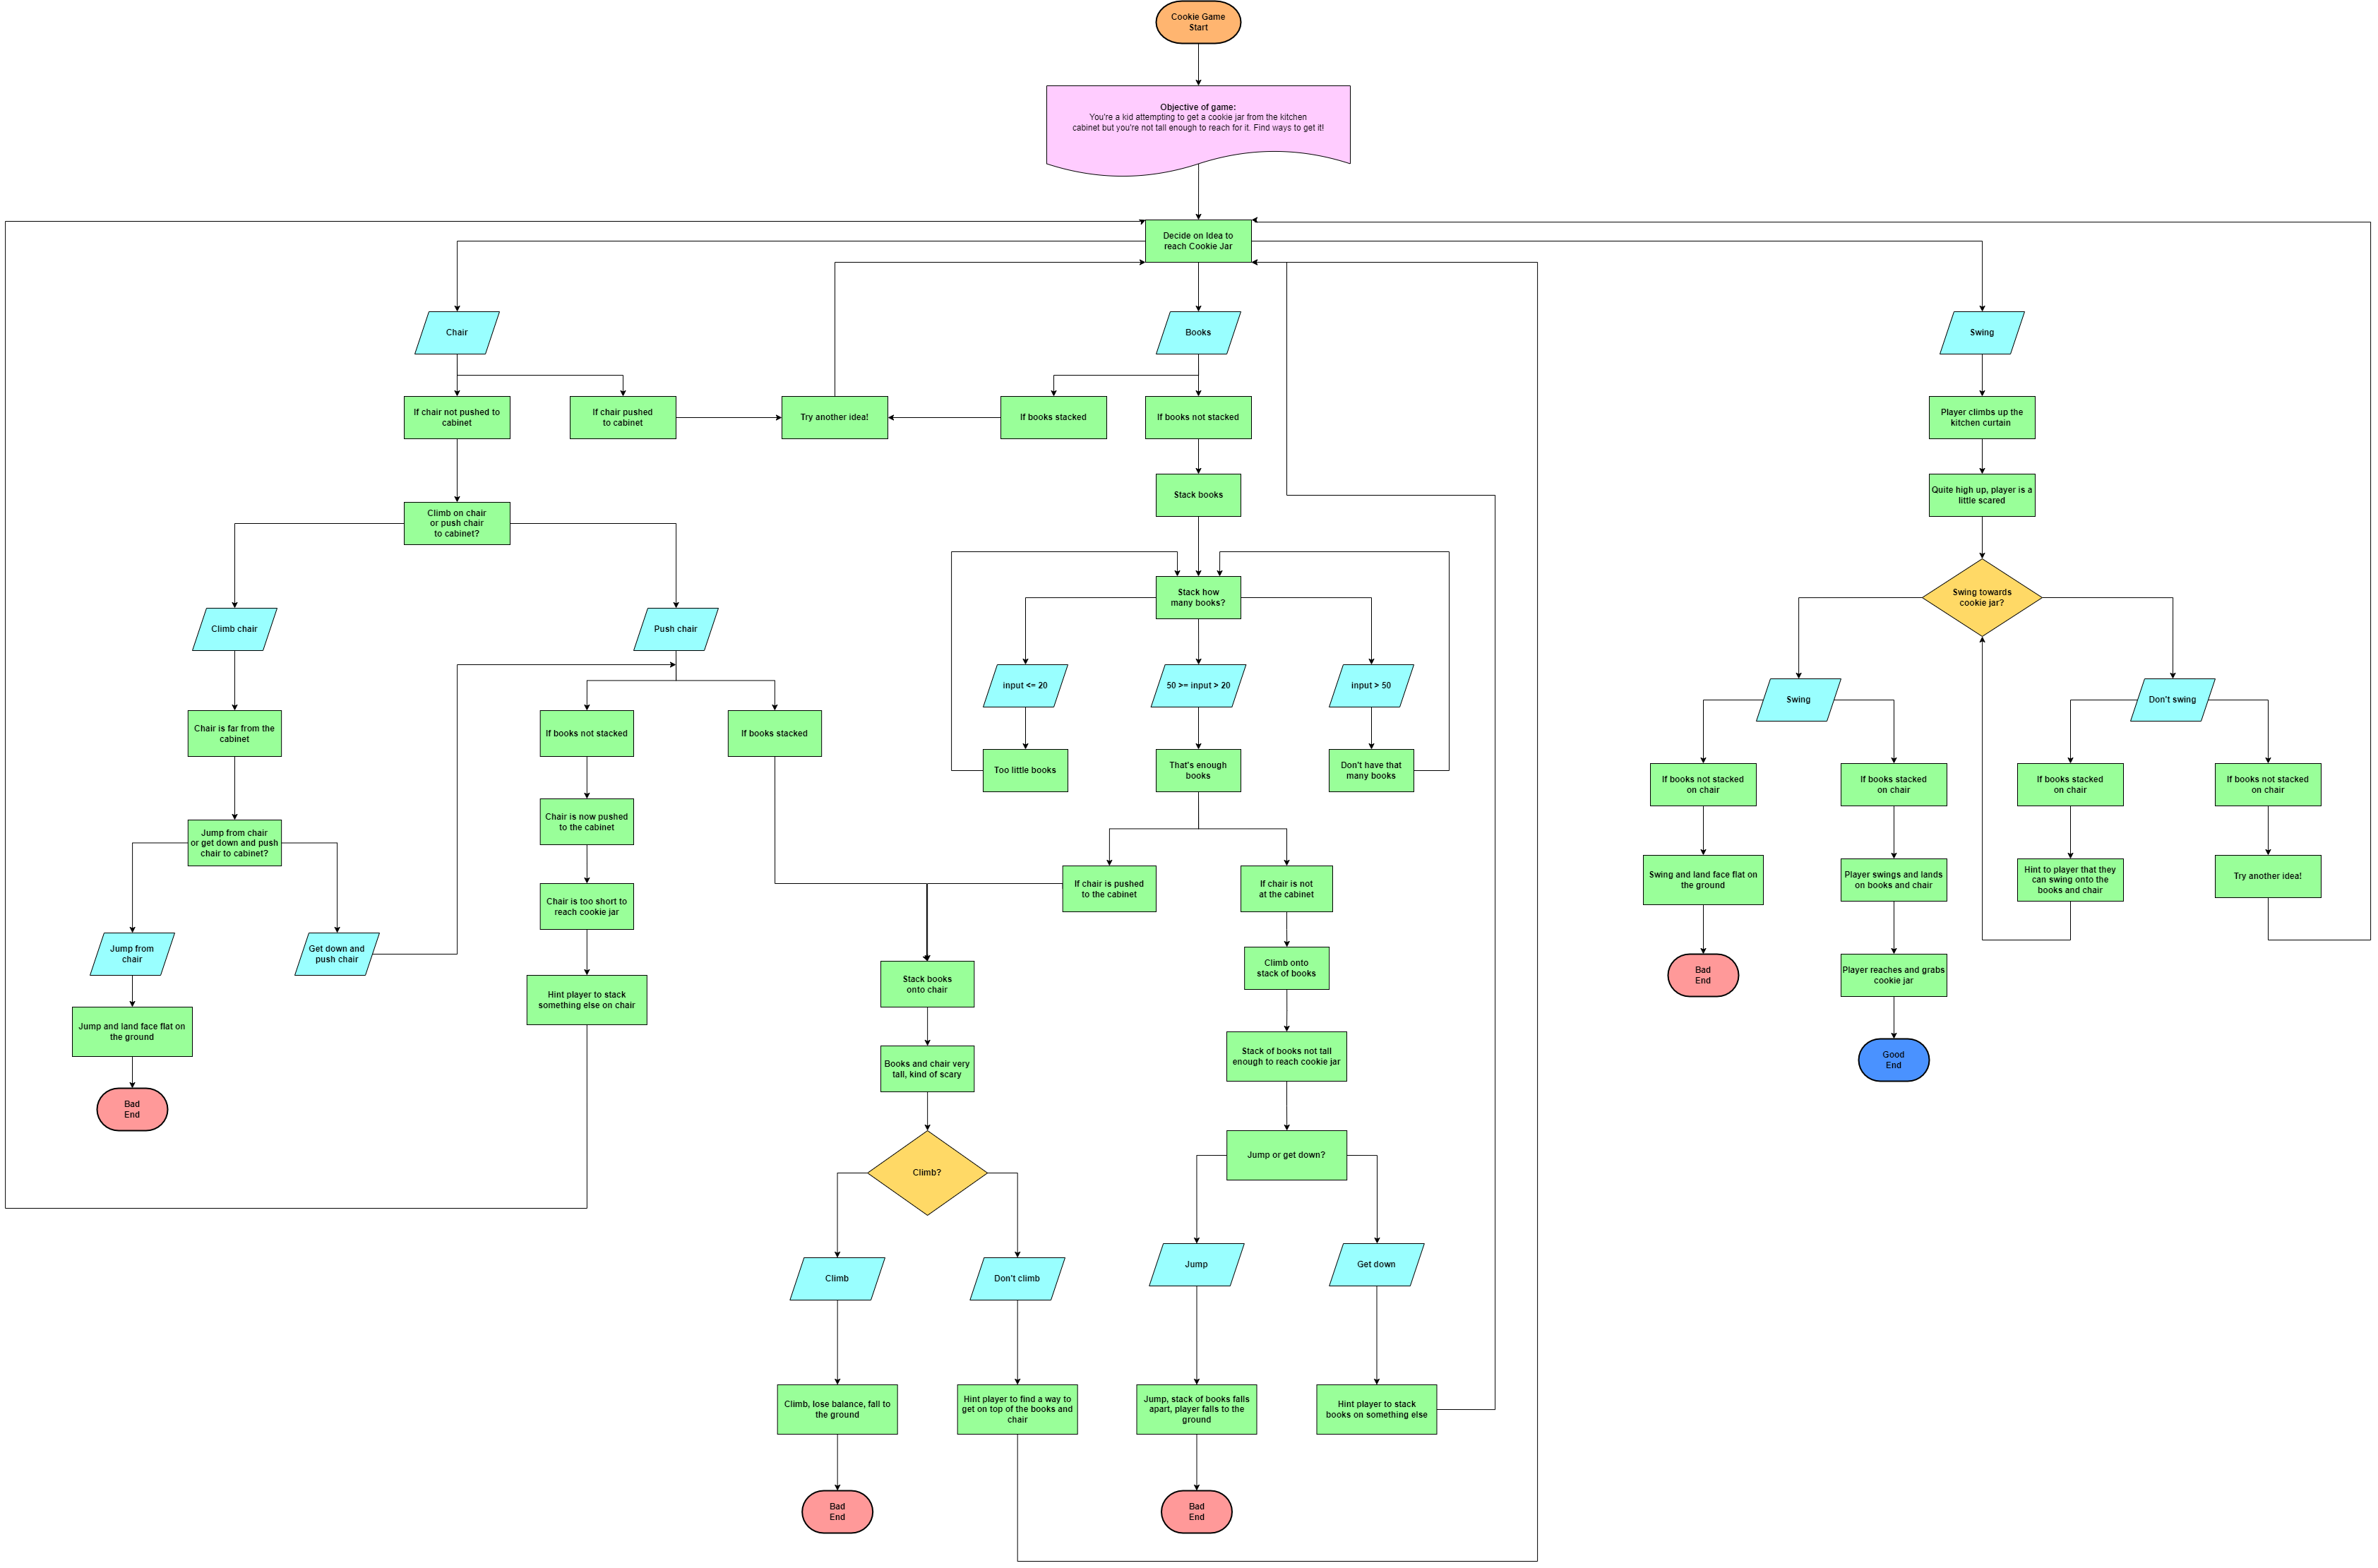 Cookie Game
Start
Objective of game:
You're a kid attempting to get a cookie jar from the kitchen
cabinet but you're not tall enough to reach for it. Find ways to get it!
Decide on Idea to
reach Cookie Jar
Chair
Books
Swing
If chair not pushed to
cabinet
If chair pushed
to cabinet
Try another idea!
If books stacked
If books not stacked
Player climbs up the
kitchen curtain
Stack books
Quite high up, player is a
little scared
Climb on chair
or push chair
to cabinet?
Stack how
many books?
Swing towards
cookie jar?
Climb chair
Push chair
input <= 20
50 >= input > 20
input > 50
Swing
Don't swing
Chair is far from the
cabinet
If books not stacked
If books stacked
Too little books
That's enough
books
Don't have that
many books
If books not stacked
on chair
If books stacked
on chair
If books stacked
on chair
If books not stacked
on chair
Chair is now pushed
to the cabinet
Jump from chair
or get down and push
chair to cabinet?
If chair is pushed
to the cabinet
If chair is not
at the cabinet
Swing and land face flat on
the ground
Player swings and lands
on books and chair
Hint to player that they
can swing onto the
books and chair
Try another idea!
Chair is too short to
reach cookie jar
Jump from
chair
Get down and
push chair
Stack books
onto chair
Climb onto
stack of books
Bad
End
Player reaches and grabs
cookie jar
Hint player to stack
something else on chair
Jump and land face flat on
the ground
Books and chair very
tall, kind of scary
Stack of books not tall
enough to reach cookie jar
Good
End
Bad
End
Climb?
Jump or get down?
Climb
Don't climb
Jump
Get down
Climb, lose balance, fall to
the ground
Hint player to find a way to
get on top of the books and
chair
Jump, stack of books falls
apart, player falls to the
ground
Hint player to stack
books on something else
Bad
End
Bad
End